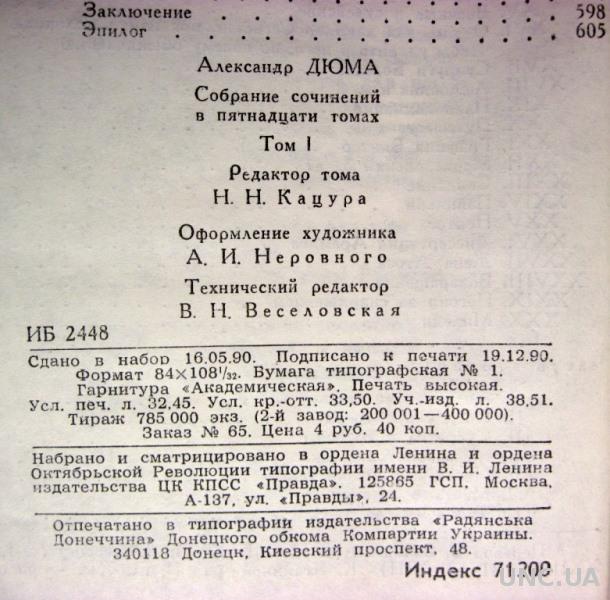 Заключение . . . . . . . . . . . . 598
Эпилог . . . . . . . . . . . . . 605
Александр ДЮМА
Собрание сочинений
в пятнадцати томах
Том I
Редактор тома
Н. Н. Кацура
Оформление художника
А. И. Неровного
Технический редактор
В. Н. Веселовская
ИБ 2448
Сдано в набор 16.05.90. Подписано к печати 19.12.90.
Формат 84×108¹/₃₂. Бумага типографская № 1.
Гарнитура «Академическая». Печать высокая.
Усл. печ. л. 32,45. Усл. кр.-отт. 33,50. Уч.-изд. л. 38,51.
Тираж 785 000 экз. (2-й завод: 200 001—400 000).
Заказ № 65. Цена 4 руб. 40 коп.
Набрано и сматрицировано в ордена Ленина и ордена
Октябрьской Революции типографии имени В. И. Ленина
издательства ЦК КПСС «Правда». 125865 ГСП, Москва,
А-137, ул. «Правды», 24.
Отпечатано в типографии издательства «Радянська
Донеччина» Донецкого обкома Компартии Украины.
340118 Донецк, Киевский проспект, 48.
Индекс 71209
UNC.UA